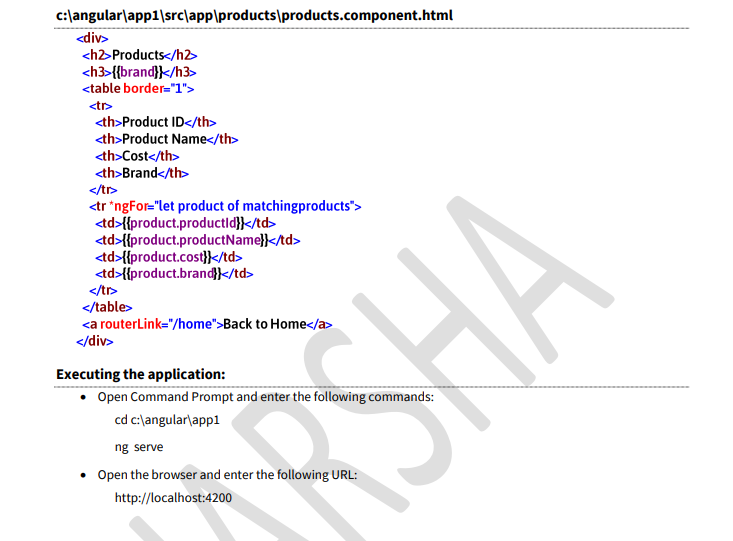 c:\angular\app1\src\app\products\products.component.html
<div>
<h2>Products</h2>
<h3>{{brand}}</h3>
<table border="1">
<tr>
<th>Product ID</th>
<th>Product Name</th>
<th>Cost</th>
<th>Brand</th>
</tr>
<tr *ngFor="let product of matchingproducts">
<td>{{product.productId}}</td>
<td>{{product.productName}}</td>
<td>{{product.cost}}</td>
<td>{{product.brand}}</td>
</tr>
</table>
<a routerLink="/home">Back to Home</a>
</div>
Executing the application:
• Open Command Prompt and enter the following commands:
cd c:\angular\app1
ng serve
• Open the browser and enter the following URL:
http://localhost:4200
HARSHA